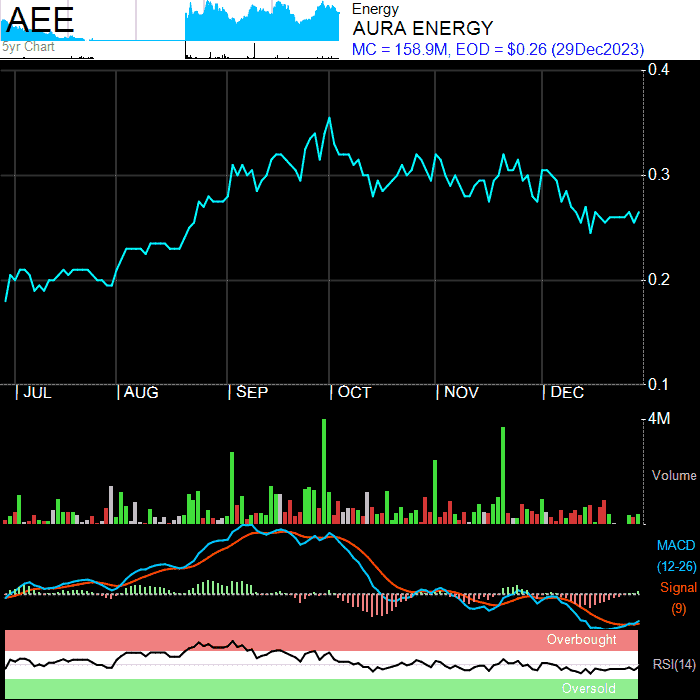 AEE
5yr Chart
Energy
AURA ENERGY
MC = 158.9M, EOD = $0.26 (29Dec2023)
0.4
0.3
0.2
0.1
JUL AUG SEP OCT NOV DEC
4M
Volume
MACD
(12-26)
Signal
(9)
Overbought
RSI(14)
Oversold